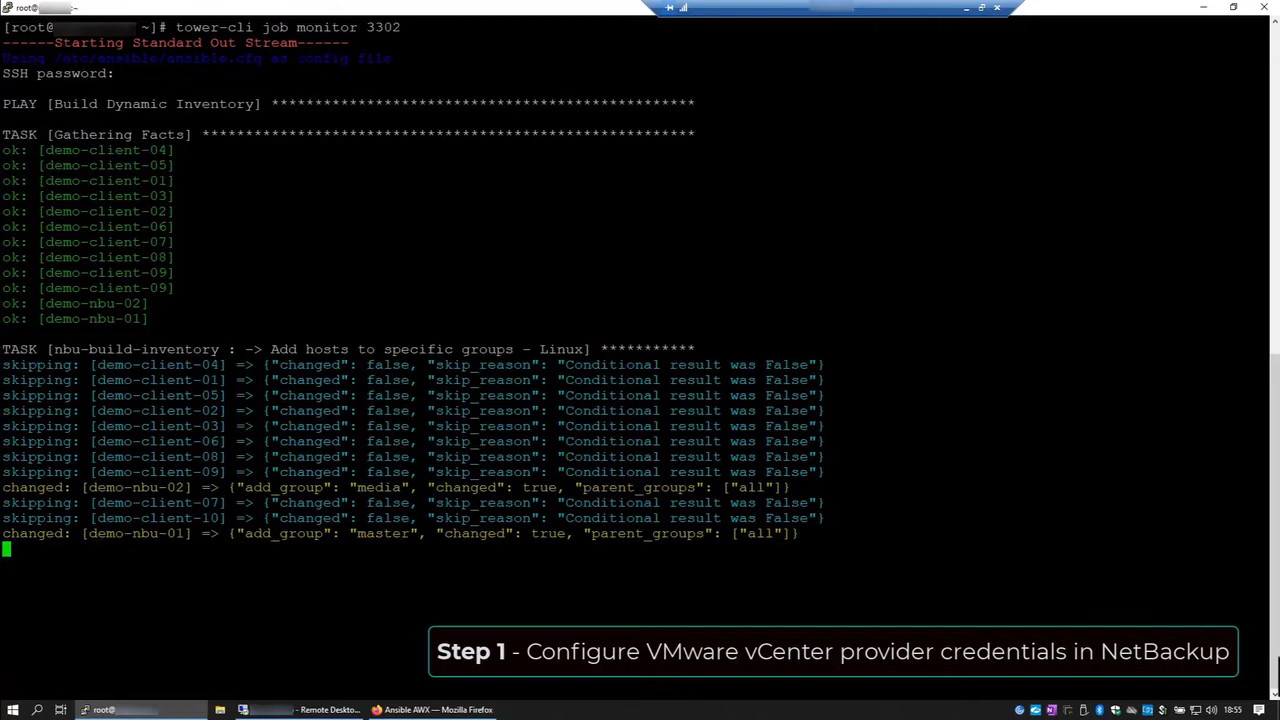 root@ :~
[root@ ~]# tower-cli job monitor 3302
------Starting Standard Out Stream------
Using /etc/ansible/ansible.cfg as config file
SSH password:
PLAY [Build Dynamic Inventory] *************************************************
TASK [Gathering Facts] *********************************************************
ok: [demo-client-04]
ok: [demo-client-05]
ok: [demo-client-01]
ok: [demo-client-03]
ok: [demo-client-02]
ok: [demo-client-06]
ok: [demo-client-07]
ok: [demo-client-08]
ok: [demo-client-09]
ok: [demo-client-09]
ok: [demo-nbu-02]
ok: [demo-nbu-01]
TASK [nbu-build-inventory : -> Add hosts to specific groups - Linux] ***********
skipping: [demo-client-04] => {"changed": false, "skip_reason": "Conditional result was False"}
skipping: [demo-client-01] => {"changed": false, "skip_reason": "Conditional result was False"}
skipping: [demo-client-05] => {"changed": false, "skip_reason": "Conditional result was False"}
skipping: [demo-client-02] => {"changed": false, "skip_reason": "Conditional result was False"}
skipping: [demo-client-03] => {"changed": false, "skip_reason": "Conditional result was False"}
skipping: [demo-client-06] => {"changed": false, "skip_reason": "Conditional result was False"}
skipping: [demo-client-08] => {"changed": false, "skip_reason": "Conditional result was False"}
skipping: [demo-client-09] => {"changed": false, "skip_reason": "Conditional result was False"}
changed: [demo-nbu-02] => {"add_group": "media", "changed": true, "parent_groups": ["all"]}
skipping: [demo-client-07] => {"changed": false, "skip_reason": "Conditional result was False"}
skipping: [demo-client-10] => {"changed": false, "skip_reason": "Conditional result was False"}
changed: [demo-nbu-01] => {"add_group": "master", "changed": true, "parent_groups": ["all"]}
Step 1 - Configure VMware vCenter provider credentials in NetBackup
root@
- Remote Deskto...
Ansible AWX — Mozilla Firefox
18:55